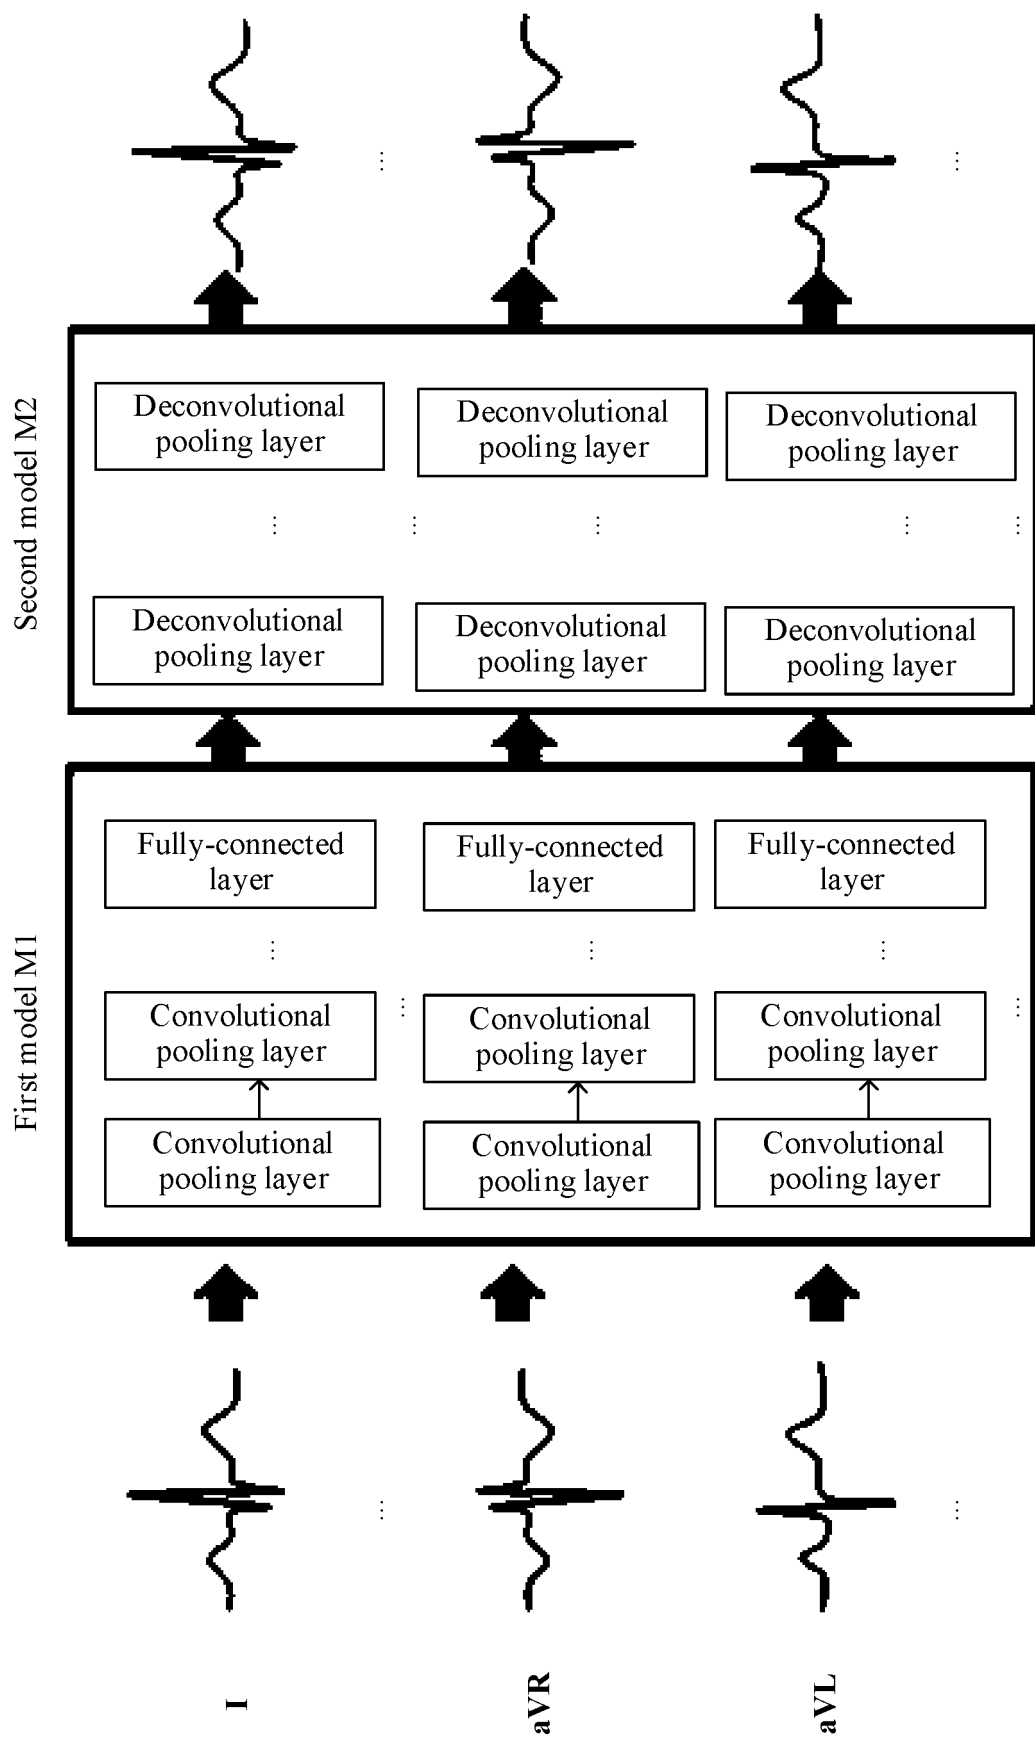 Second model M2
Deconvolutional
pooling layer
Deconvolutional
pooling layer
Deconvolutional
pooling layer
Deconvolutional
pooling layer
Deconvolutional
pooling layer
Deconvolutional
pooling layer
First model M1
Fully-connected
layer
Fully-connected
layer
Fully-connected
layer
Convolutional
pooling layer
Convolutional
pooling layer
Convolutional
pooling layer
Convolutional
pooling layer
Convolutional
pooling layer
Convolutional
pooling layer
I
aVR
aVL